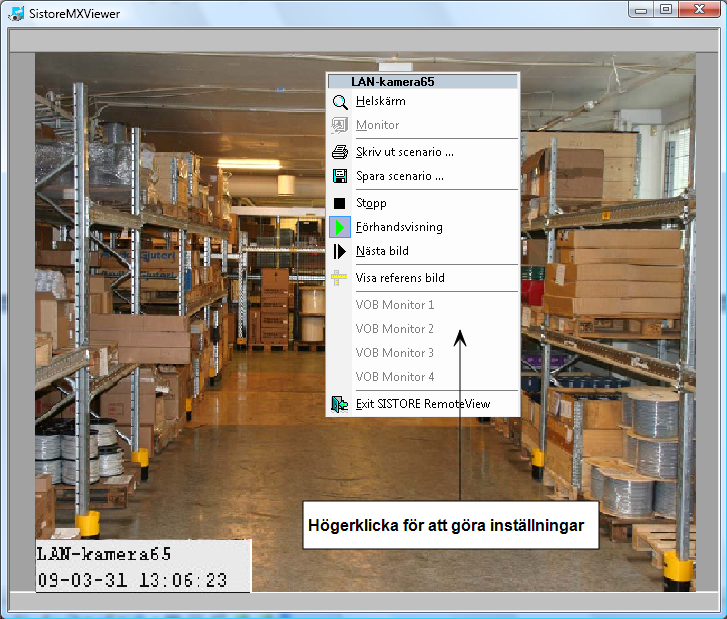 SistoreMXViewer
LAN-kamera65
Helskärm
Monitor
Skriv ut scenario ...
Spara scenario ...
Stopp
Förhandsvisning
Nästa bild
Visa referens bild
VOB Monitor 1
VOB Monitor 2
VOB Monitor 3
VOB Monitor 4
Exit SISTORE RemoteView
Högerklicka för att göra inställningar
LAN-kamera65
09-03-31 13:06:23